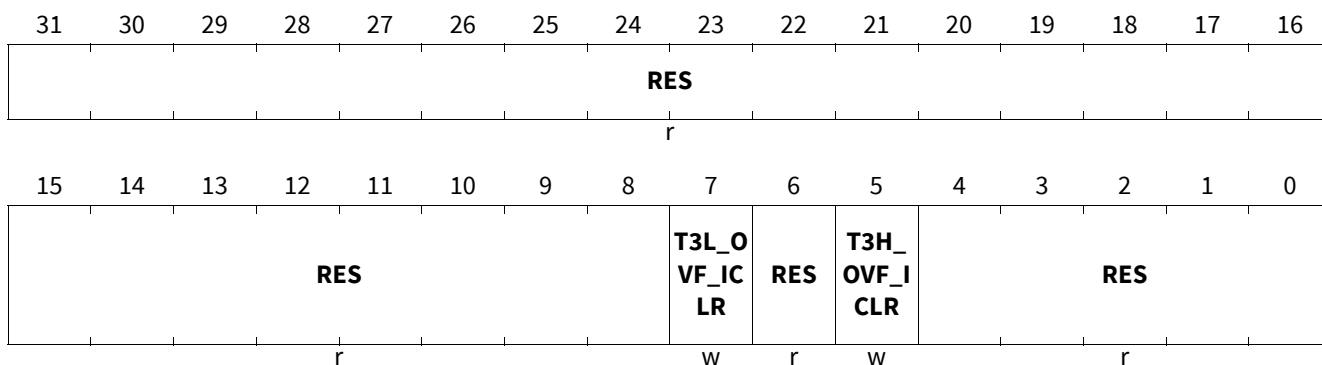 31 30 29 28 27 26 25 24 23 22 21 20 19 18 17 16
RES
r
15 14 13 12 11 10 9 8 7 6 5 4 3 2 1 0
T3L_O T3H_
RES VF_IC RES OVF_I RES
LR CLR
r w r w r